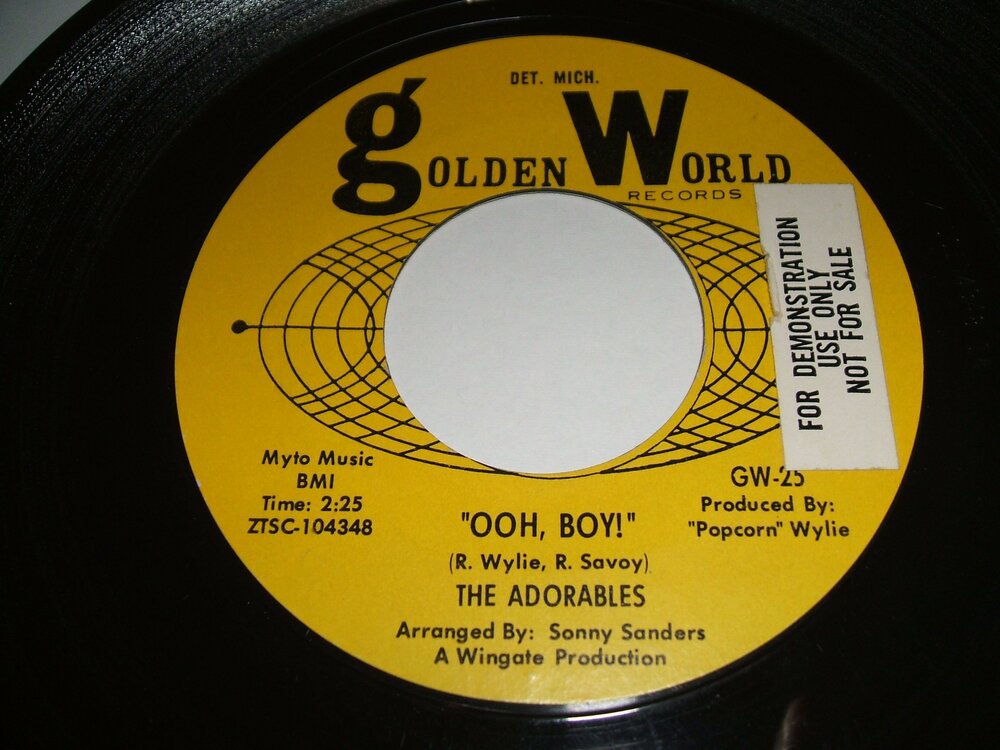 DET. MICH.
golden World
RECORDS
FOR DEMONSTRATION
USE ONLY
NOT FOR SALE
Myto Music
BMI
Time: 2:25
ZTSC-104348
GW-25
Produced By:
"Popcorn" Wylie
"OOH, BOY!"
(R. Wylie, R. Savoy)
THE ADORABLES
Arranged By: Sonny Sanders
A Wingate Production